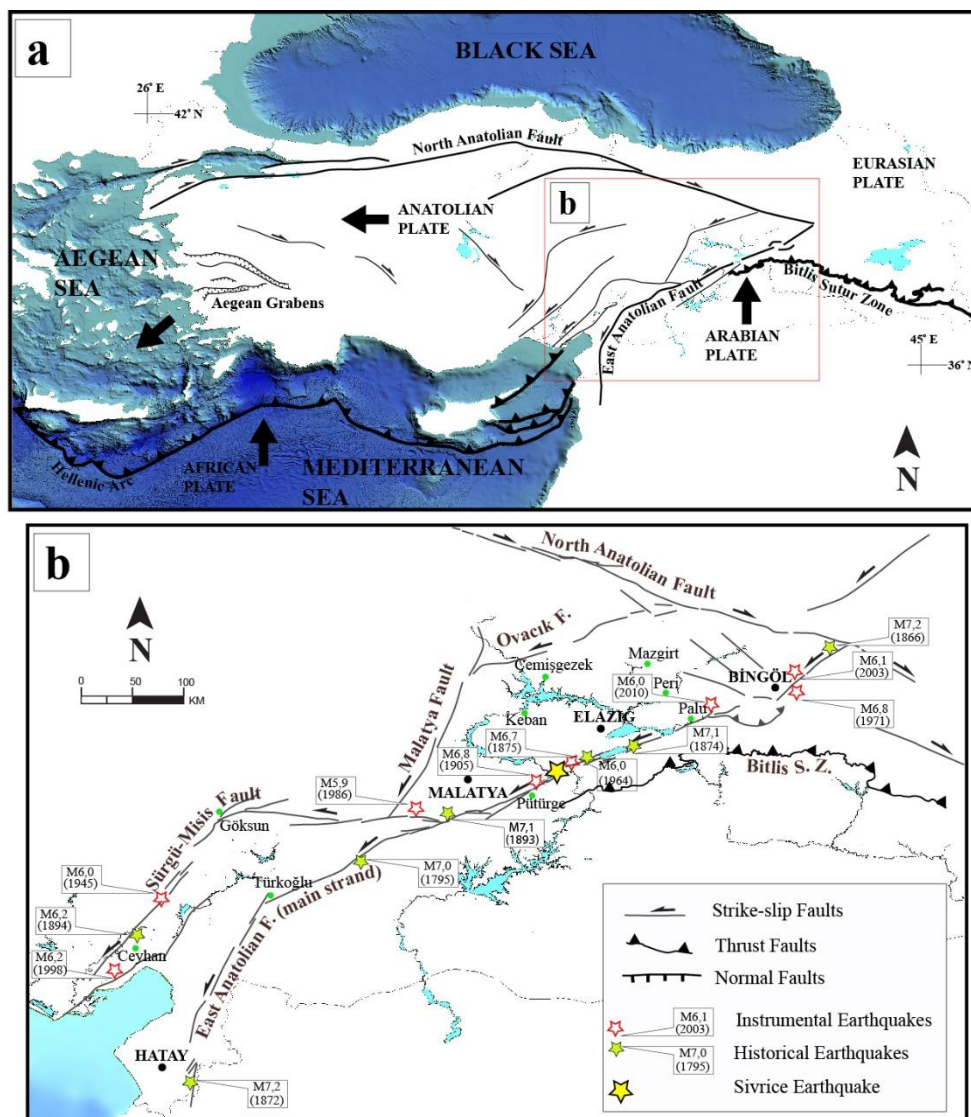 a
BLACK SEA
26° E
42° N
North Anatolian Fault
EURASIAN
PLATE
b
ANATOLIAN
PLATE
AEGEAN
SEA
Aegean Grabens
East Anatolian Fault
Bitlis Sutur Zone
ARABIAN
PLATE
45° E
36° N
Hellenic Arc
AFRICAN
PLATE
MEDITERRANEAN
SEA
N
b
North Anatolian Fault
N
0 50 100
KM
Ovacık F.
Çemişgezek
Mazgirt
Peri
BİNGÖL
M7,2
(1866)
M6,1
(2003)
M6,8
(1971)
M6,0
(2010)
Malatya Fault
Keban
ELAZIĞ
Palu
M6,7
(1875)
M7,1
(1874)
M6,8
(1905)
M6,0
(1964)
Bitlis S. Z.
MALATYA
Pütürge
M5,9
(1986)
Sürgü-Misis Fault
Göksun
M7,1
(1893)
M7,0
(1795)
M6,0
(1945)
Türkoğlu
M6,2
(1894)
Ceyhan
M6,2
(1998)
East Anatolian F. (main strand)
HATAY
M7,2
(1872)
Strike-slip Faults
Thrust Faults
Normal Faults
M6,1
(2003)
Instrumental Earthquakes
M7,0
(1795)
Historical Earthquakes
Sivrice Earthquake